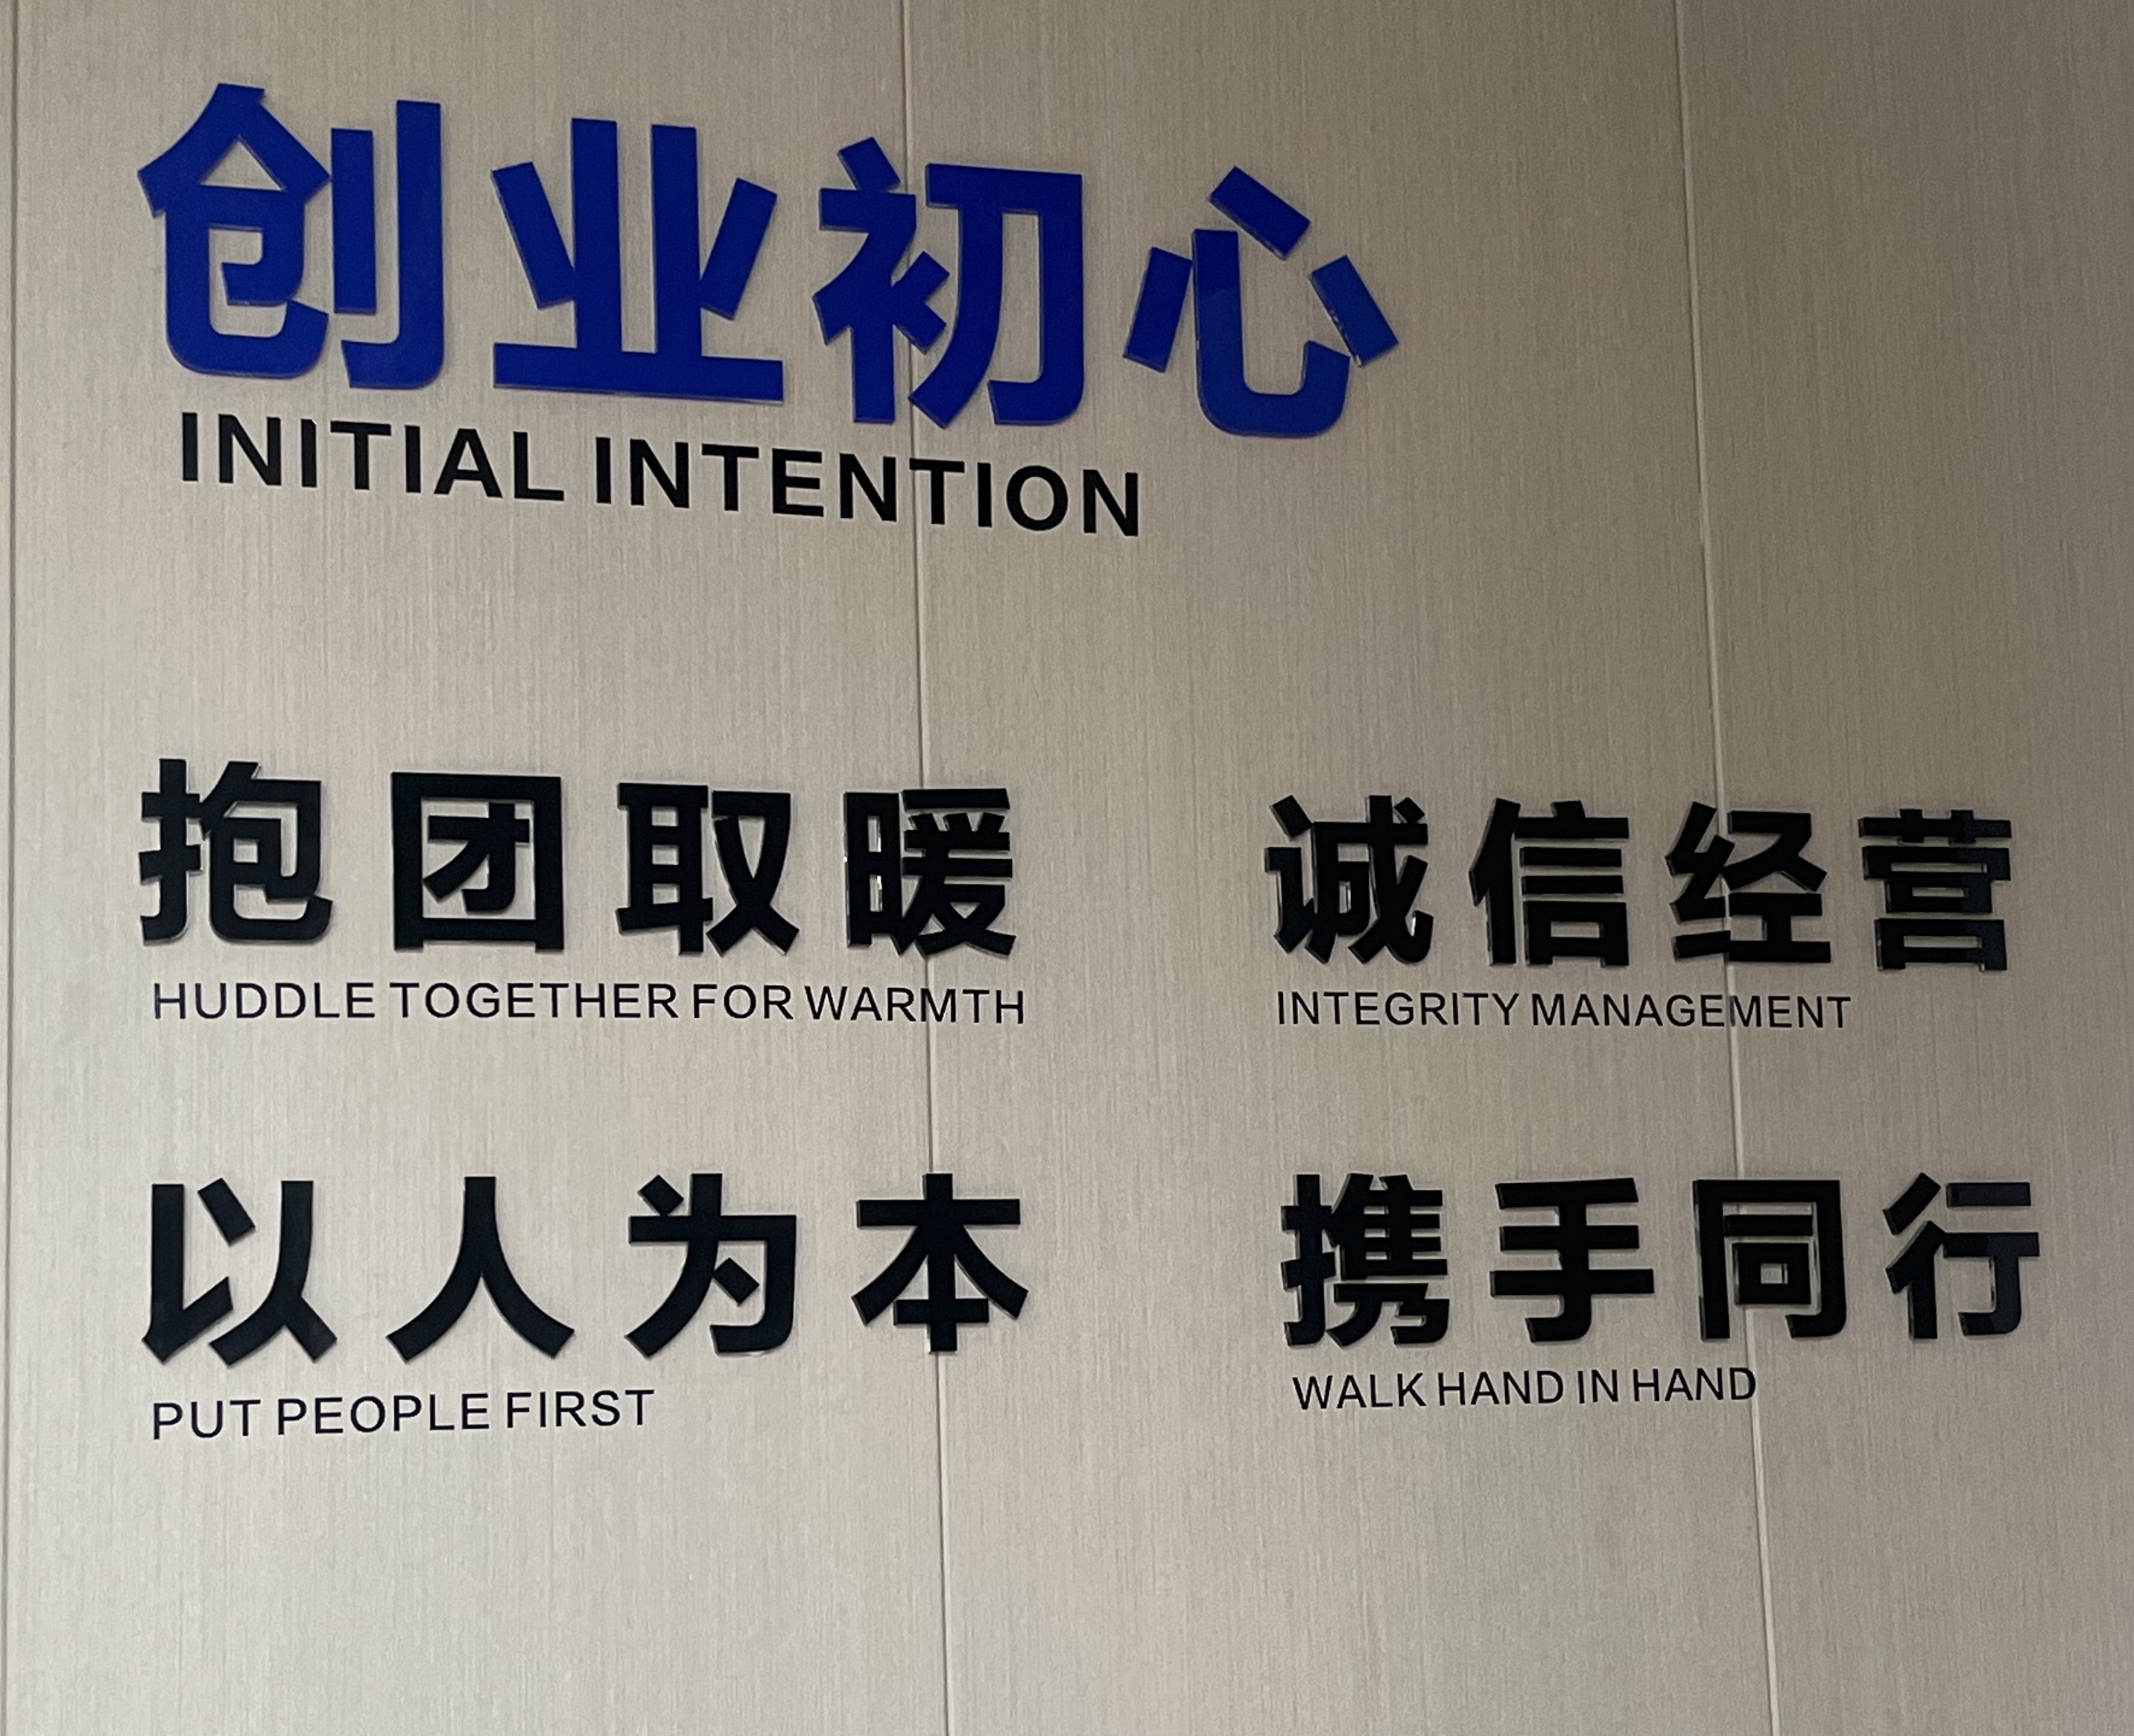 创业初心
INITIAL INTENTION
抱团取暖
HUDDLE TOGETHER FOR WARMTH
诚信经营
INTEGRITY MANAGEMENT
以人为本
PUT PEOPLE FIRST
携手同行
WALK HAND IN HAND